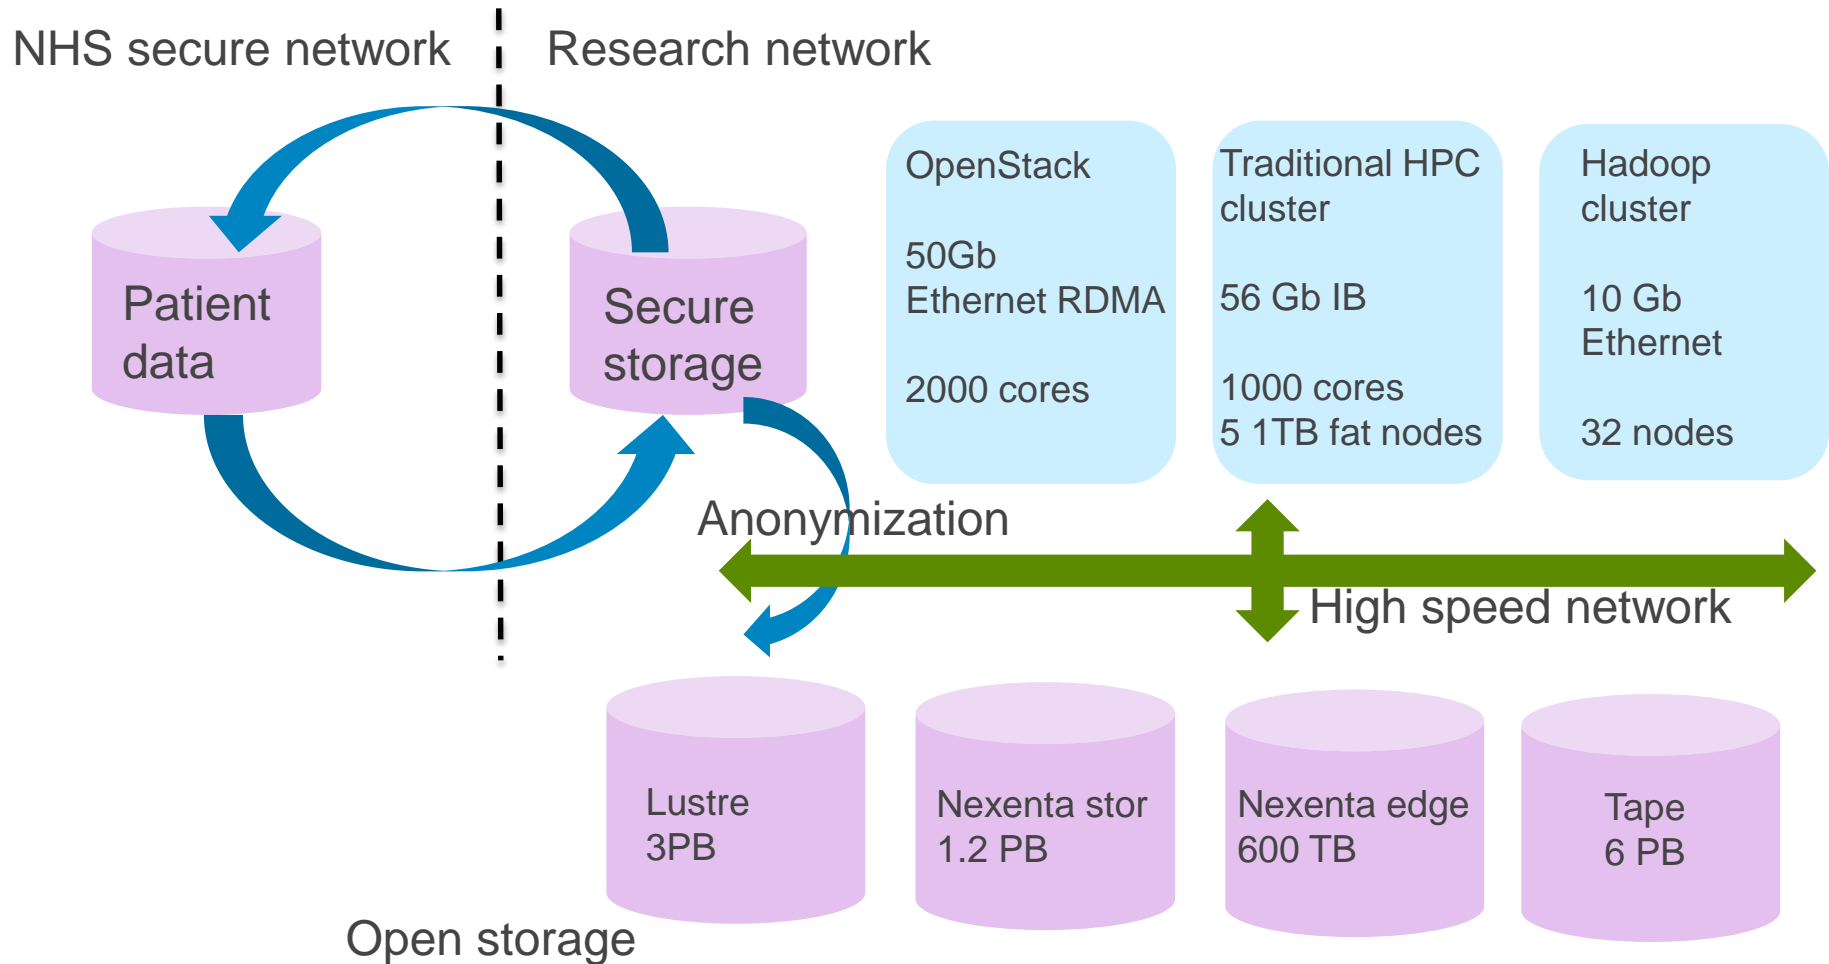 NHS secure network
Research network
Patient
data
Secure
storage
OpenStack
50Gb
Ethernet RDMA
2000 cores
Traditional HPC
cluster
56 Gb IB
1000 cores
5 1TB fat nodes
Hadoop
cluster
10 Gb
Ethernet
32 nodes
Anonymization
High speed network
Lustre
3PB
Nexenta stor
1.2 PB
Nexenta edge
600 TB
Tape
6 PB
Open storage